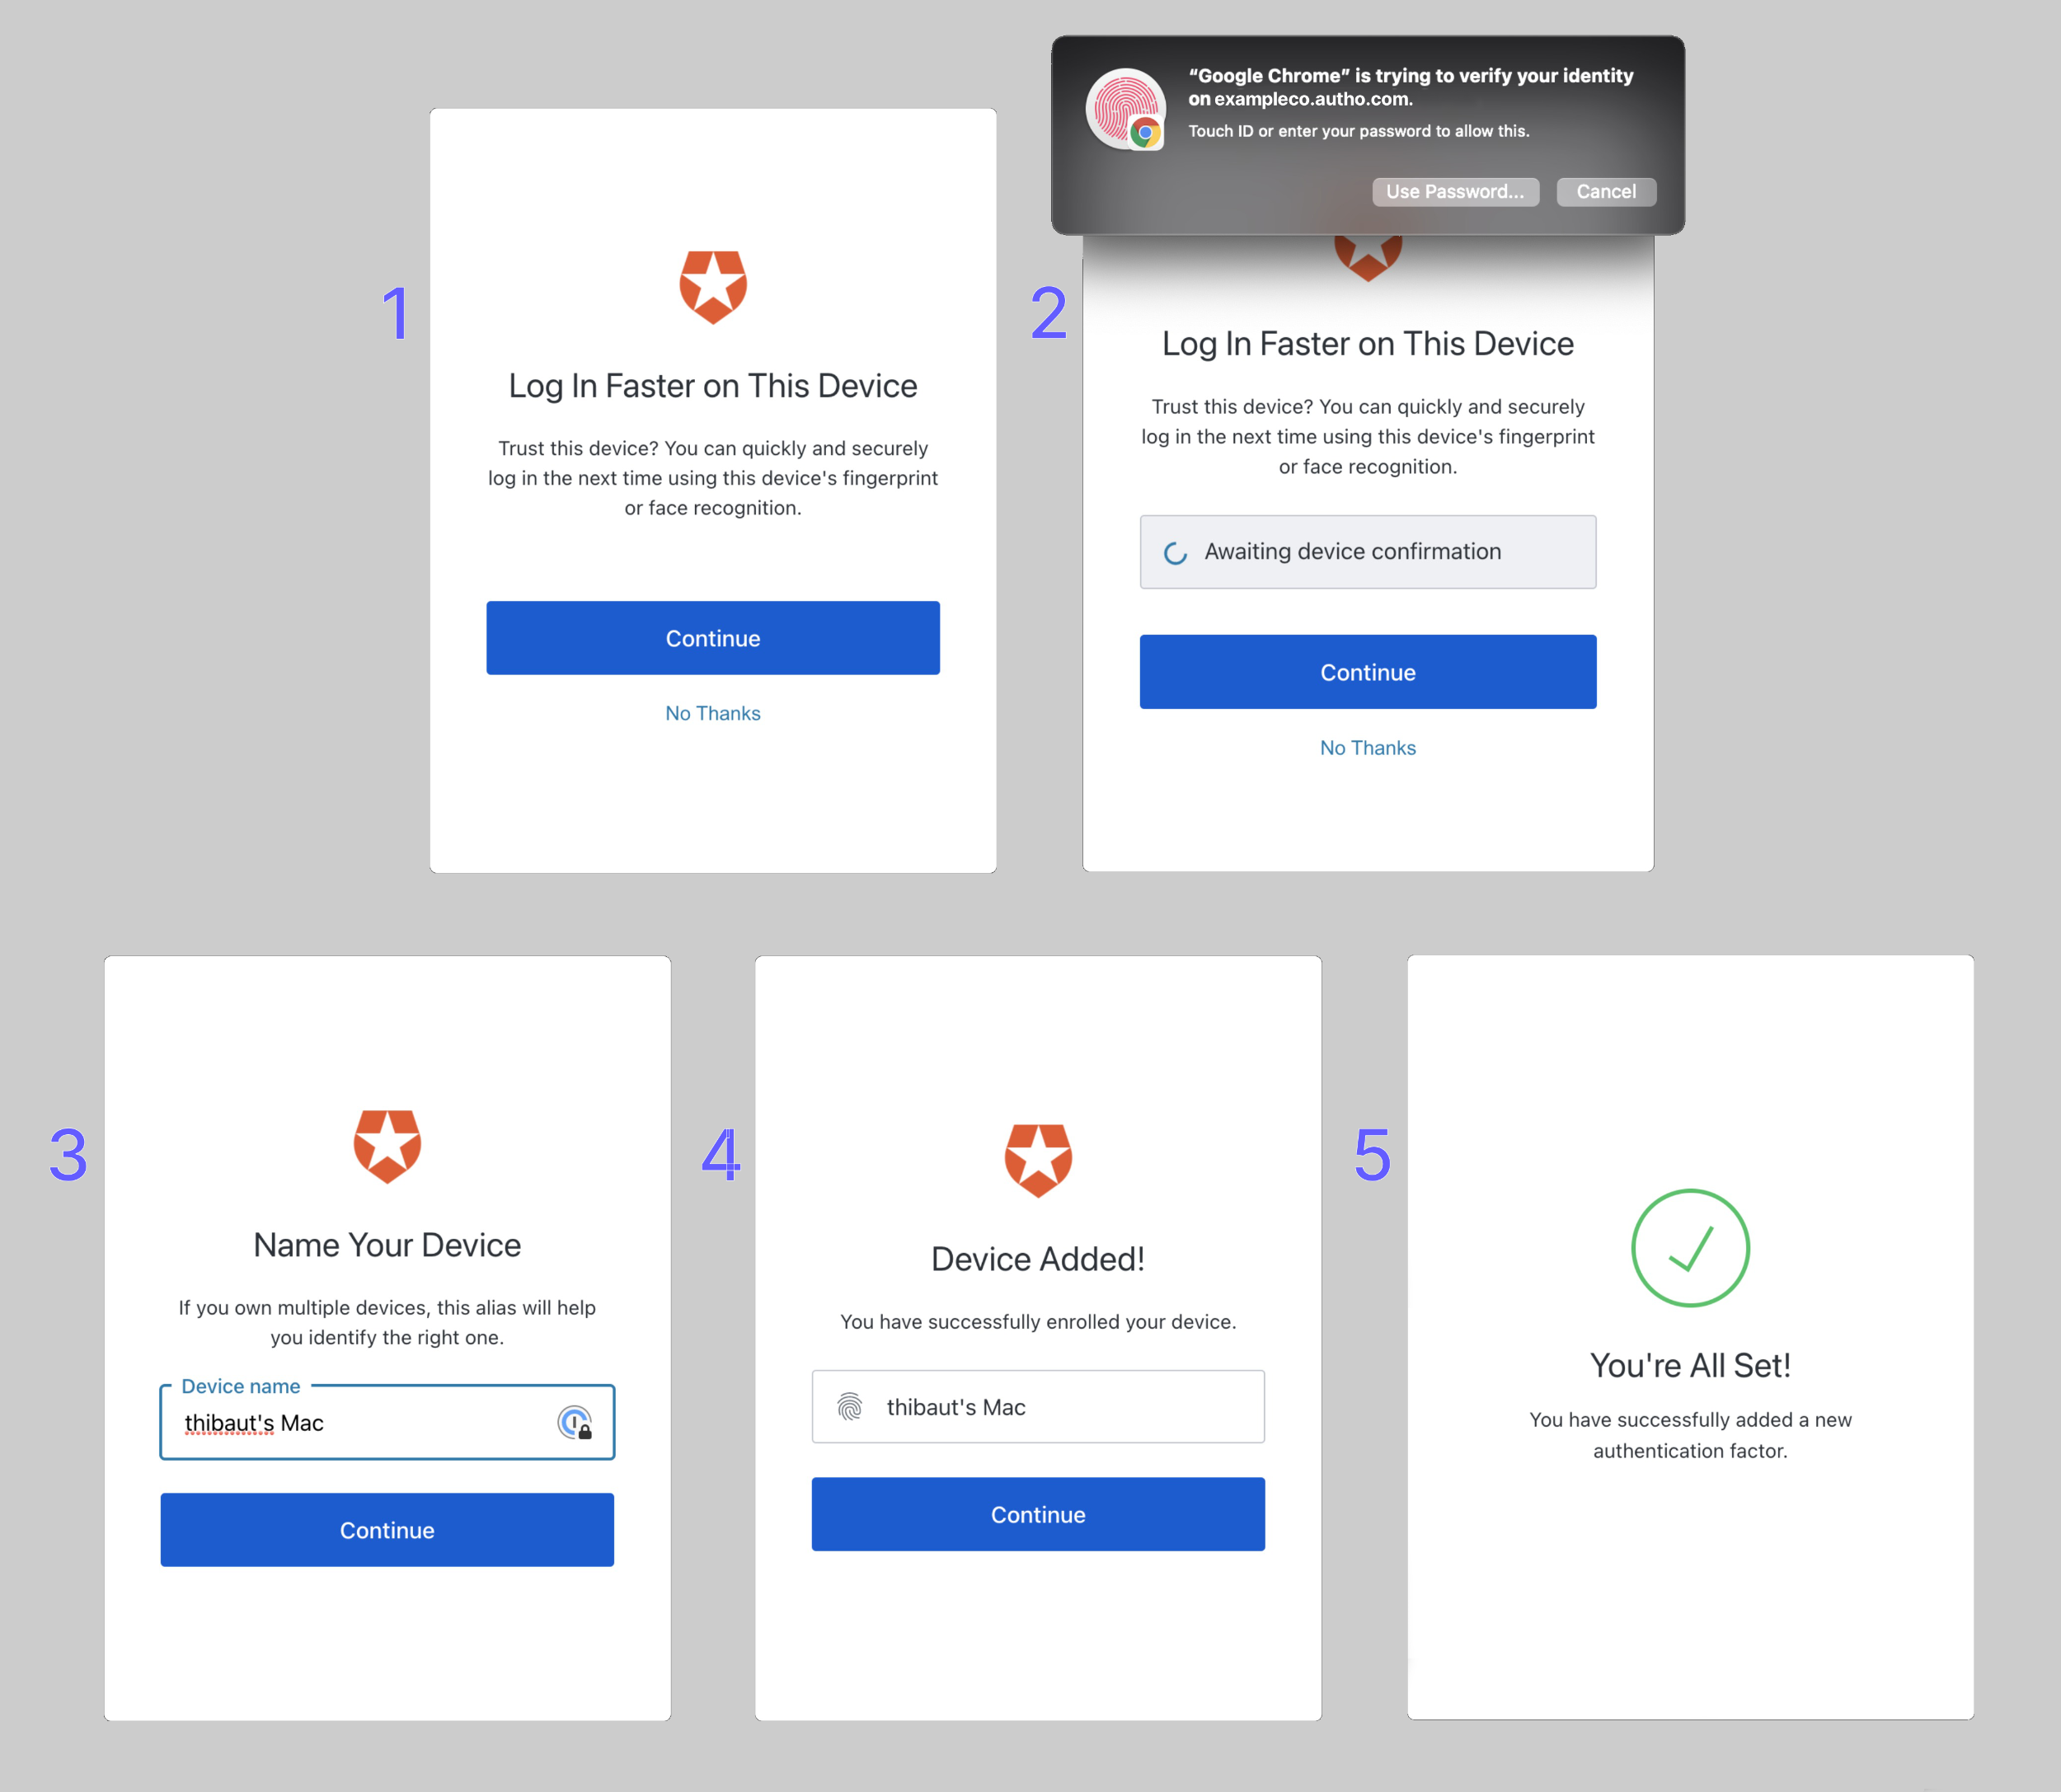 1
Log In Faster on This Device
Trust this device? You can quickly and securely
log in the next time using this device's fingerprint
or face recognition.
Continue
No Thanks
2
“Google Chrome” is trying to verify your identity
on exampleco.autho.com.
Touch ID or enter your password to allow this.
Use Password...
Cancel
Log In Faster on This Device
Trust this device? You can quickly and securely
log in the next time using this device's fingerprint
or face recognition.
Awaiting device confirmation
Continue
No Thanks
3
Name Your Device
If you own multiple devices, this alias will help
you identify the right one.
Device name
thibaut's Mac
Continue
4
Device Added!
You have successfully enrolled your device.
thibaut's Mac
Continue
5
You're All Set!
You have successfully added a new
authentication factor.